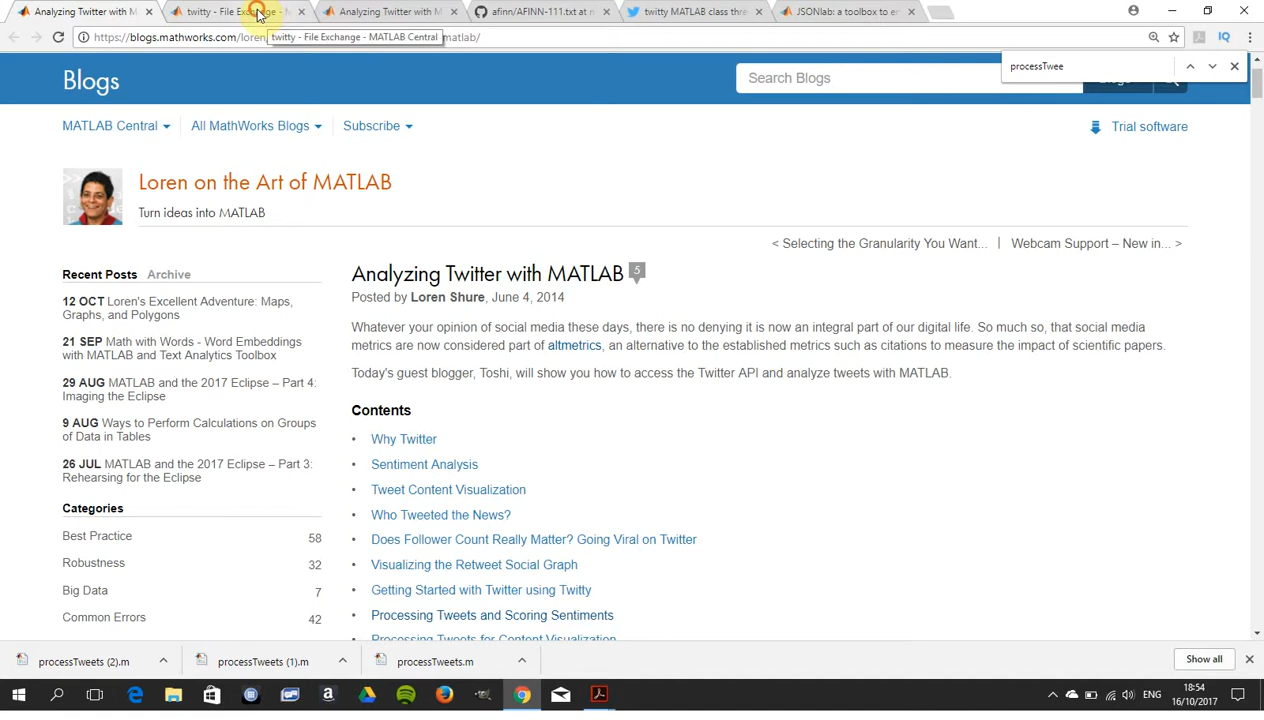 Analyzing Twitter with M
twitty - File Exchange -
Analyzing Twitter with M
afinn/AFINN-111.txt at m
twitty MATLAB class thre
JSONlab: a toolbox to en
https://blogs.mathworks.com/loren
matlab/
twitty - File Exchange - MATLAB Central
processTwee
Blogs
Search Blogs
MATLAB Central
All MathWorks Blogs
Subscribe
Trial software
Loren on the Art of MATLAB
Turn ideas into MATLAB
< Selecting the Granularity You Want... | Webcam Support – New in... >
Recent Posts Archive
12 OCT Loren's Excellent Adventure: Maps,
Graphs, and Polygons
21 SEP Math with Words - Word Embeddings
with MATLAB and Text Analytics Toolbox
29 AUG MATLAB and the 2017 Eclipse – Part 4:
Imaging the Eclipse
9 AUG Ways to Perform Calculations on Groups
of Data in Tables
26 JUL MATLAB and the 2017 Eclipse – Part 3:
Rehearsing for the Eclipse
Categories
Best Practice 58
Robustness 32
Big Data 7
Common Errors 42
Analyzing Twitter with MATLAB 5
Posted by Loren Shure, June 4, 2014
Whatever your opinion of social media these days, there is no denying it is now an integral part of our digital life. So much so, that social media
metrics are now considered part of altmetrics, an alternative to the established metrics such as citations to measure the impact of scientific papers.
Today's guest blogger, Toshi, will show you how to access the Twitter API and analyze tweets with MATLAB.
Contents
• Why Twitter
• Sentiment Analysis
• Tweet Content Visualization
• Who Tweeted the News?
• Does Follower Count Really Matter? Going Viral on Twitter
• Visualizing the Retweet Social Graph
• Getting Started with Twitter using Twitty
• Processing Tweets and Scoring Sentiments
• Processing Tweets for Content Visualization
processTweets (2).m
processTweets (1).m
processTweets.m
Show all
ENG
18:54
16/10/2017